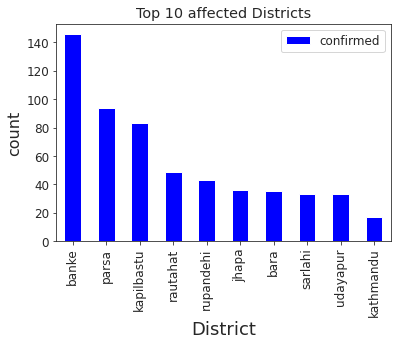 Top 10 affected Districts
confirmed
count
140
120
100
80
60
40
20
0
banke
parsa
kapilbastu
rautahat
rupandehi
jhapa
bara
sarlahi
udayapur
kathmandu
District